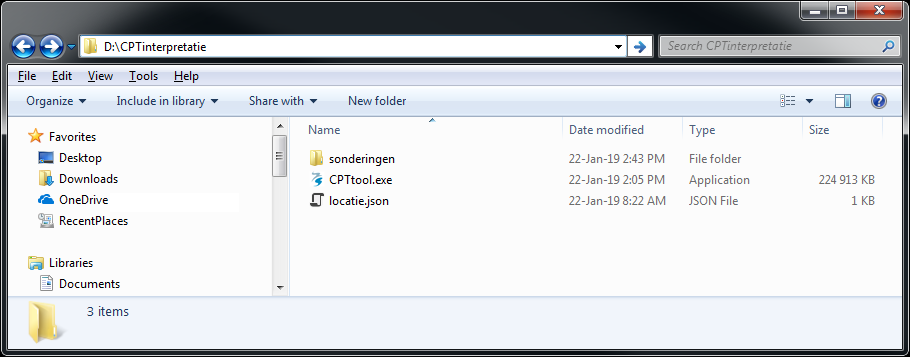 D:\CPTinterpretatie
Search CPTinterpretatie
File Edit View Tools Help
Organize Include in library Share with New folder
Name Date modified Type Size
Favorites
Desktop
Downloads
OneDrive
RecentPlaces
Libraries
Documents
sonderingen 22-Jan-19 2:43 PM File folder
CPTtool.exe 22-Jan-19 2:05 PM Application 224 913 KB
locatie.json 22-Jan-19 8:22 AM JSON File 1 KB
3 items